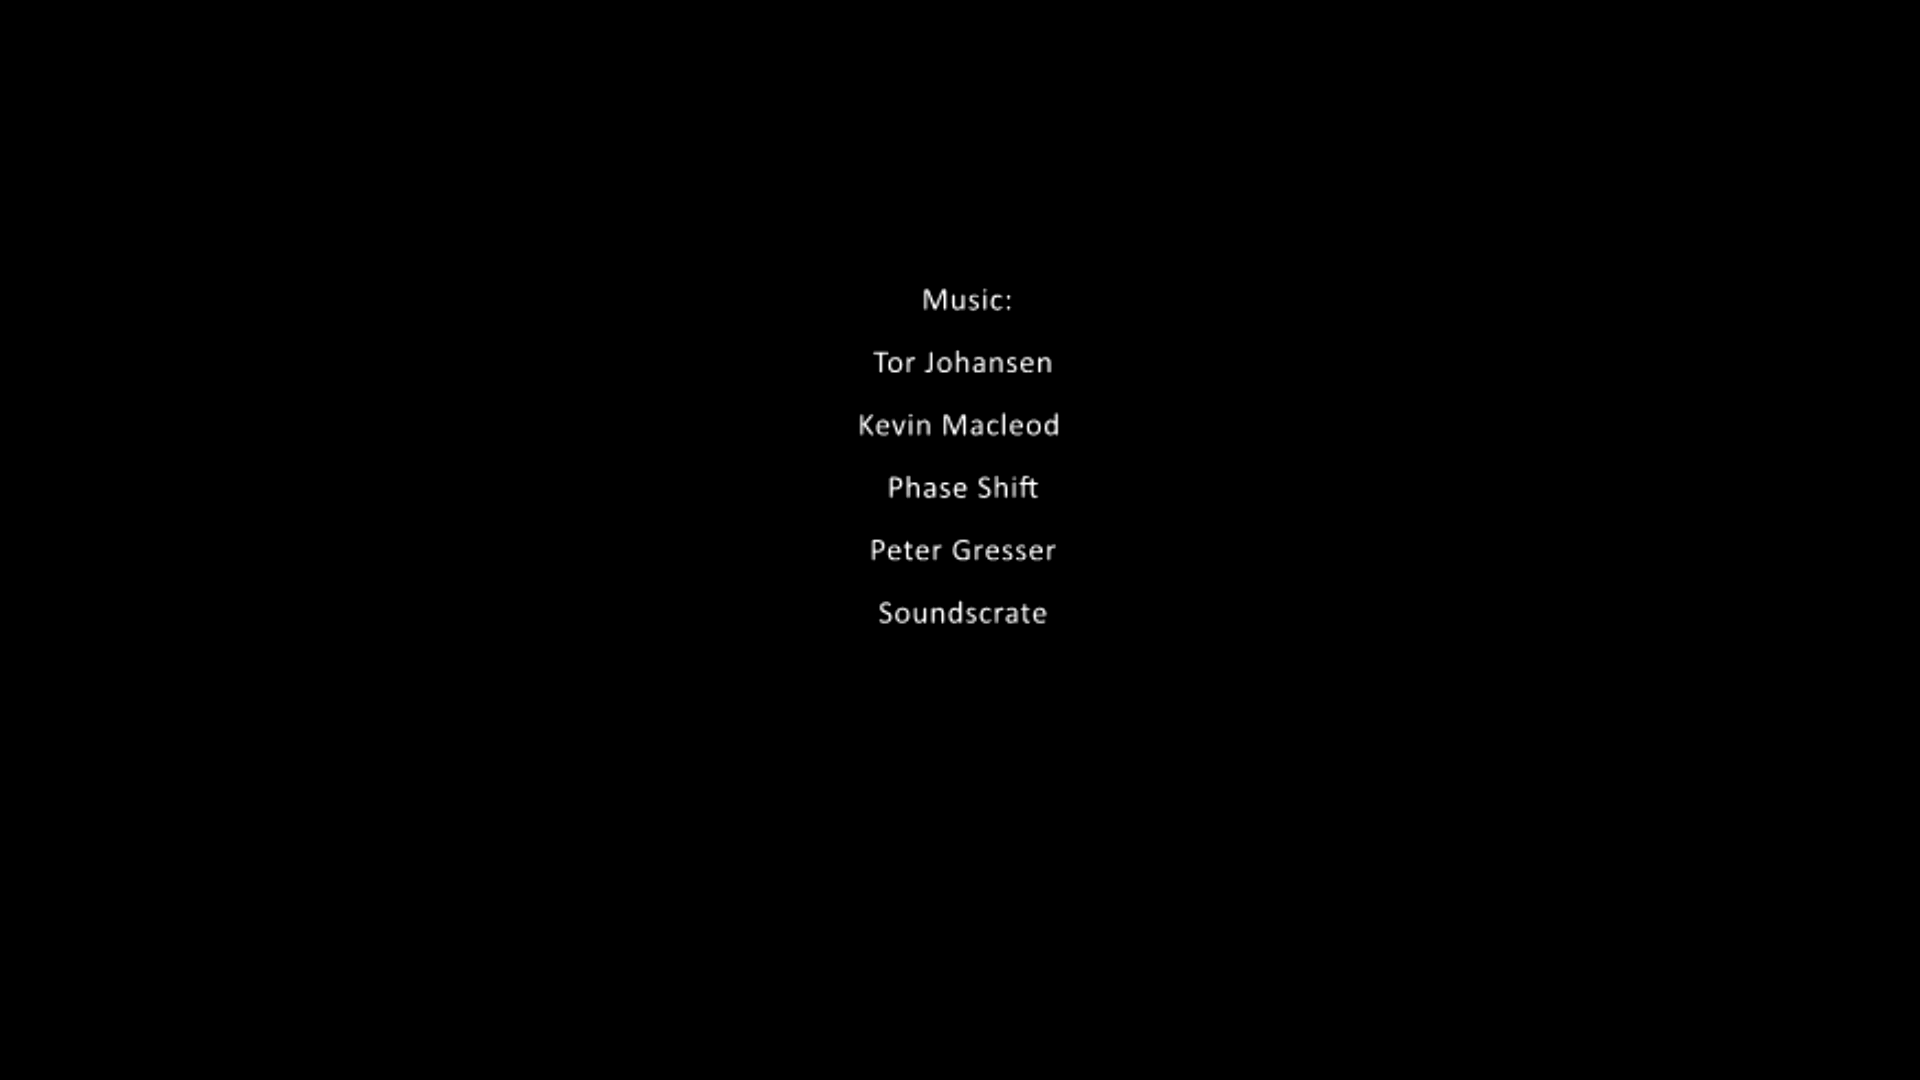 Music:
Tor Johansen
Kevin Macleod
Phase Shift
Peter Gresser
Soundscrate